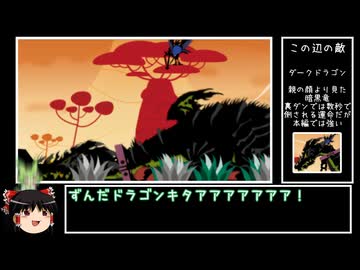 この辺の敵
ダークドラゴン
鏡の顔より見た
暗黒竜
真ダンでは数秒で
倒される運命だが
本編では強い
ずんだドラゴンキタアアアアアアア！